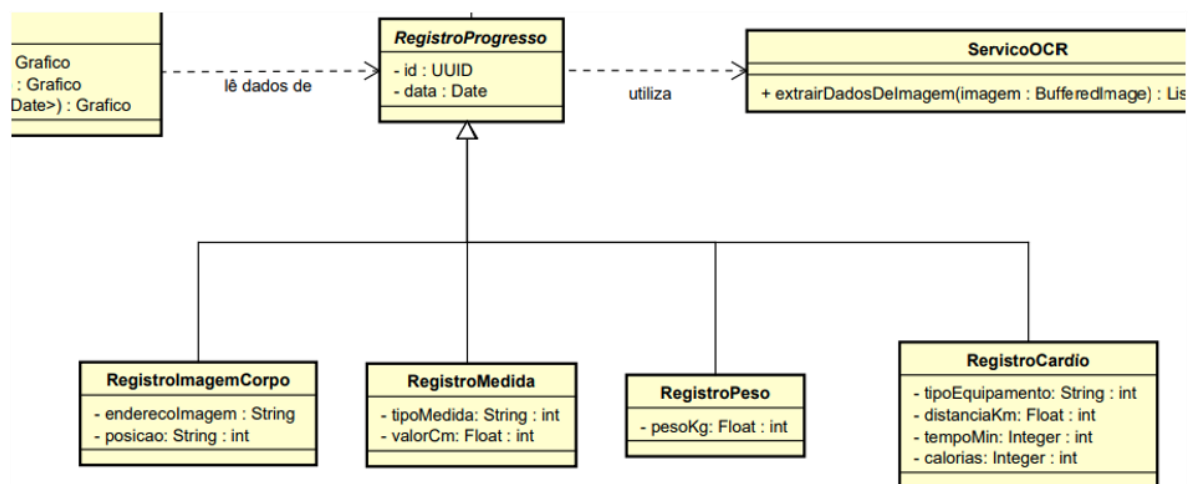 Grafico
: Grafico
Date>) : Grafico
lê dados de
RegistroProgresso
- id : UUID
- data : Date
utiliza
ServicoOCR
+ extrairDadosDeImagem(imagem : BufferedImage) : Lis
RegistroImagemCorpo
- enderecoImagem : String
- posicao: String : int
RegistroMedida
- tipoMedida: String : int
- valorCm: Float : int
RegistroPeso
- pesoKg: Float : int
RegistroCardio
- tipoEquipamento: String : int
- distanciaKm: Float : int
- tempoMin: Integer : int
- calorias: Integer : int